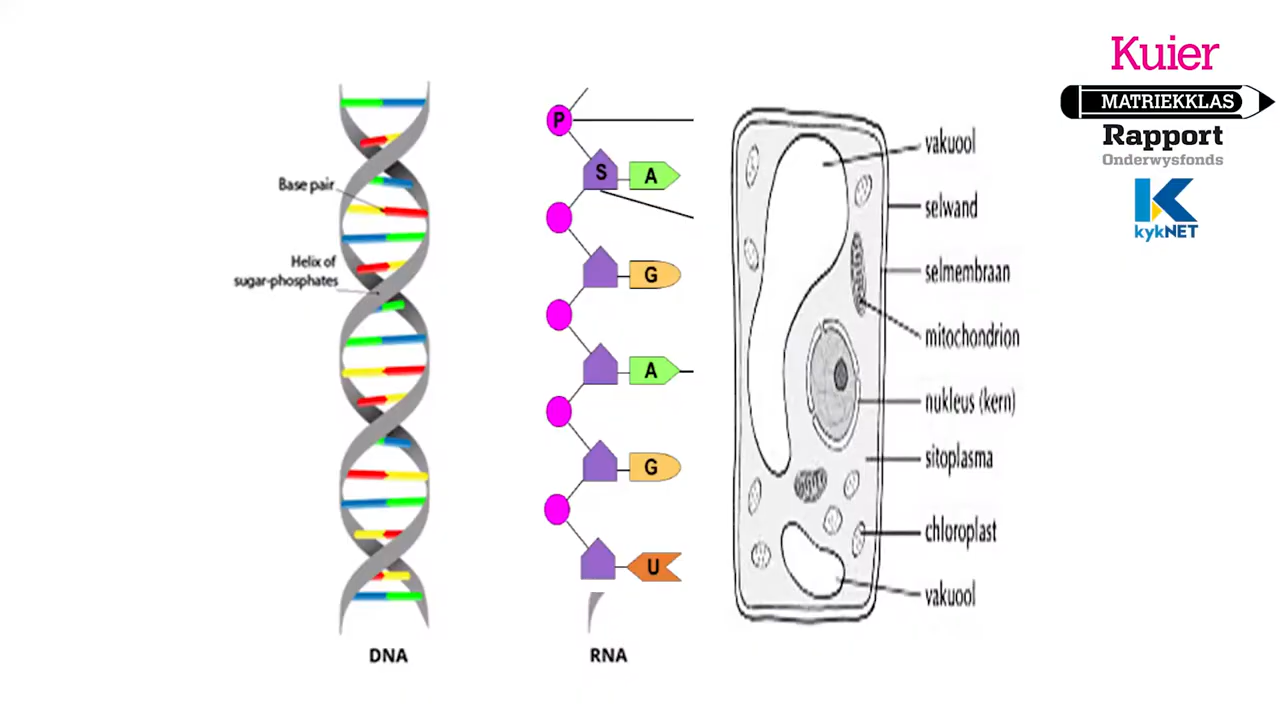 Base pair
Helix of
sugar-phosphates
DNA
P
S
A
G
A
G
U
RNA
vakuool
selwand
selmembraan
mitochondrion
nukleus (kern)
sitoplasma
chloroplast
vakuool
Kuier
MATRIEKKLAS
Rapport
Onderwysfonds
K
kykNET